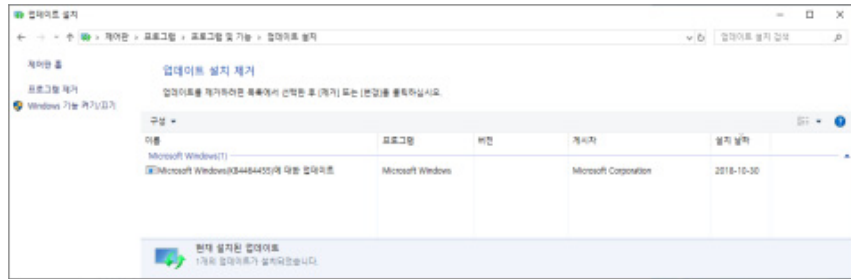 업데이트 설치
제어판 › 프로그램 › 프로그램 및 기능 › 업데이트 설치
업데이트 설치 검색
제어판 홈
업데이트 설치 제거
프로그램 제거
업데이트를 제거하려면 목록에서 선택한 후 [제거] 또는 [변경]을 클릭하십시오.
Windows 기능 켜기/끄기
구성
이름 프로그램 버전 게시자 설치 날짜
Microsoft Windows(1)
Microsoft Windows(KB4464455)에 대한 업데이트 Microsoft Windows Microsoft Corporation 2018-10-30
현재 설치된 업데이트
1개의 업데이트가 설치되었습니다.